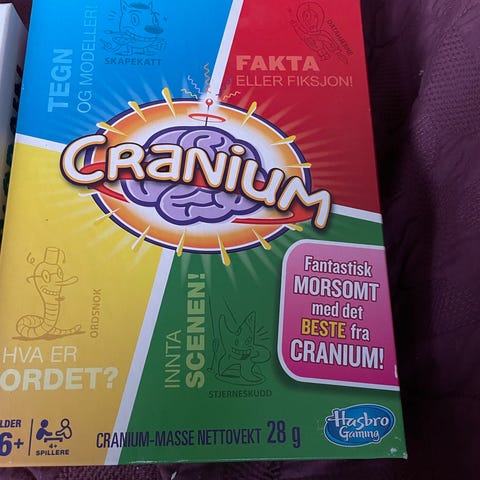 TEGN
OG MODELLER!
SKAPEKATT
FAKTA
ELLER FIKSJON!
CRANIUM
Fantastisk
MORSOMT
med det
BESTE fra
CRANIUM!
ORDSNOK
HVA ER
ORDET?
INNTA
SCENEN!
STJERNESKUDD
LDER
6+
4+
SPILLERE
CRANIUM-MASSE NETTOVEKT 28 g
Hasbro
Gaming